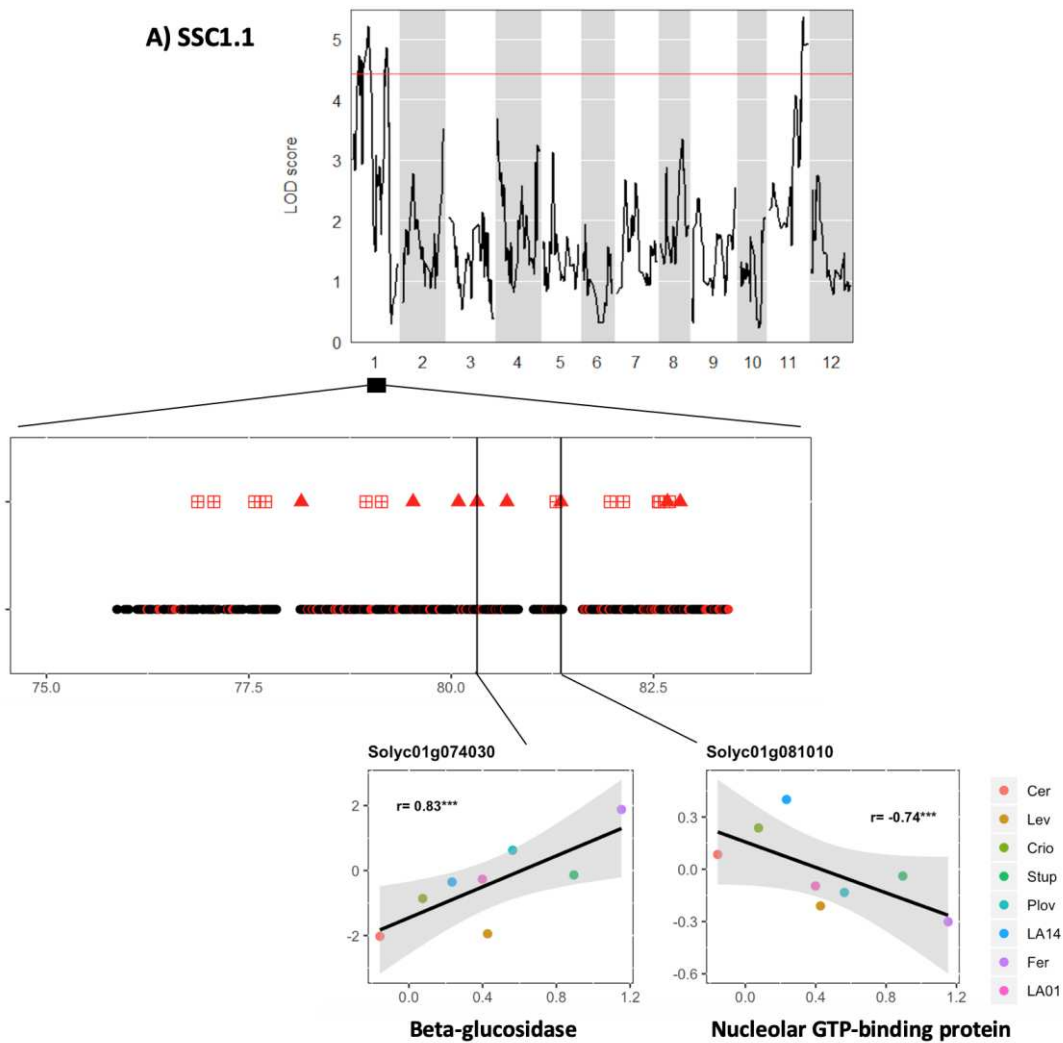 A) SSC1.1
LOD score
5
4
3
2
1
0
1 2 3 4 5 6 7 8 9 10 11 12
75.0 77.5 80.0 82.5
Solyc01g074030
r= 0.83***
2
0
-2
0.0 0.4 0.8 1.2
Beta-glucosidase
Solyc01g081010
r= -0.74***
0.3
0.0
-0.3
-0.6
0.0 0.4 0.8 1.2
Nucleolar GTP-binding protein
Cer
Lev
Crio
Stup
Plov
LA14
Fer
LA01